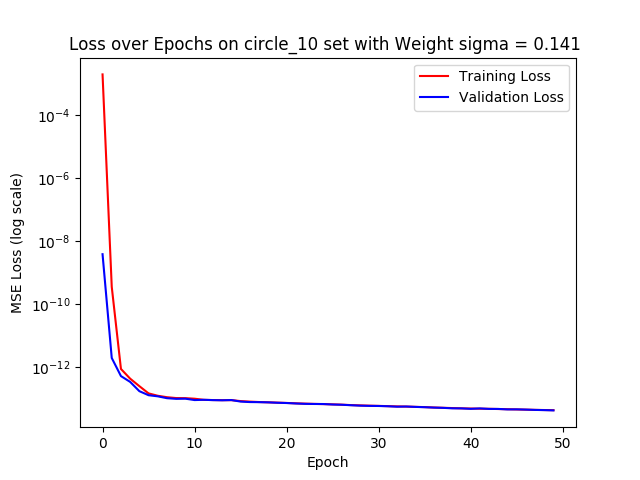 Loss over Epochs on circle_10 set with Weight sigma = 0.141
Training Loss
Validation Loss
10⁻⁴
10⁻⁶
10⁻⁸
10⁻¹⁰
10⁻¹²
MSE Loss (log scale)
0 10 20 30 40 50
Epoch